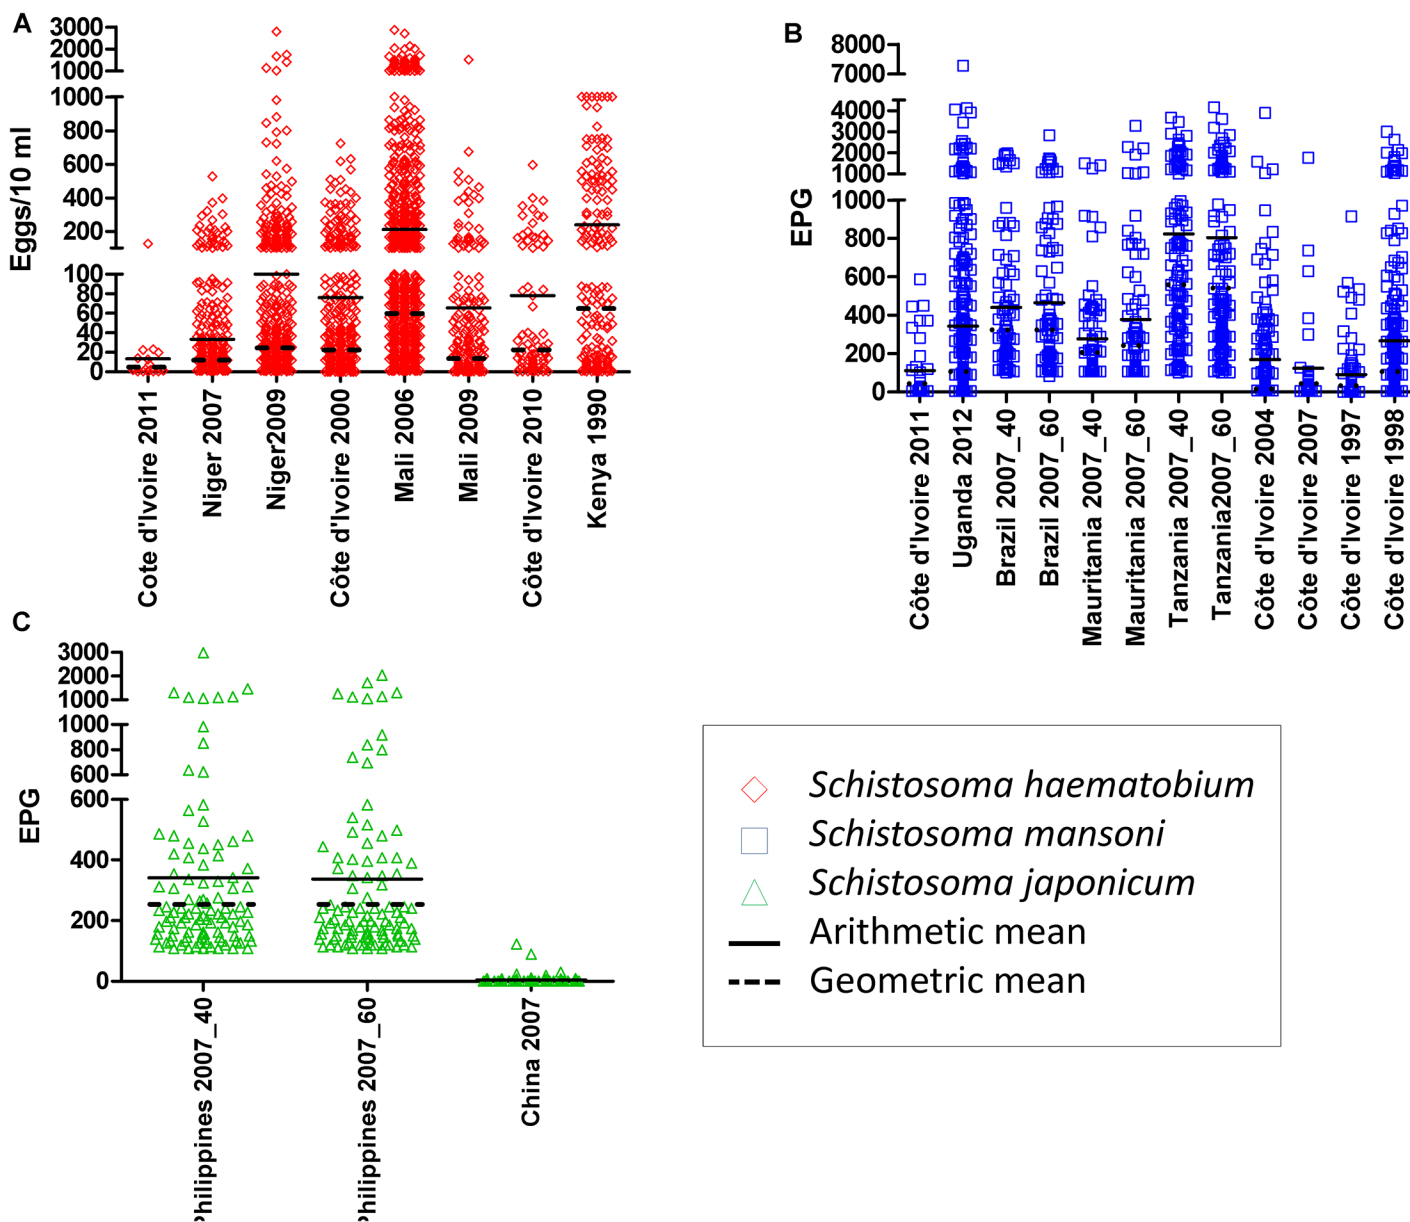 A
Eggs/10 ml
3000
2000
1000
1000
800
600
400
200
100
80
60
40
20
0
Cote d'Ivoire 2011
Niger 2007
Niger2009
Côte d'Ivoire 2000
Mali 2006
Mali 2009
Côte d'Ivoire 2010
Kenya 1990
B
EPG
8000
7000
4000
3000
2000
1000
1000
800
600
400
200
0
Côte d'Ivoire 2011
Uganda 2012
Brazil 2007_40
Brazil 2007_60
Mauritania 2007_40
Mauritania 2007_60
Tanzania 2007_40
Tanzania2007_60
Côte d'Ivoire 2004
Côte d'Ivoire 2007
Côte d'Ivoire 1997
Côte d'Ivoire 1998
C
EPG
3000
2000
1000
1000
800
600
600
400
200
0
Philippines 2007_40
Philippines 2007_60
China 2007
Schistosoma haematobium
Schistosoma mansoni
Schistosoma japonicum
Arithmetic mean
Geometric mean